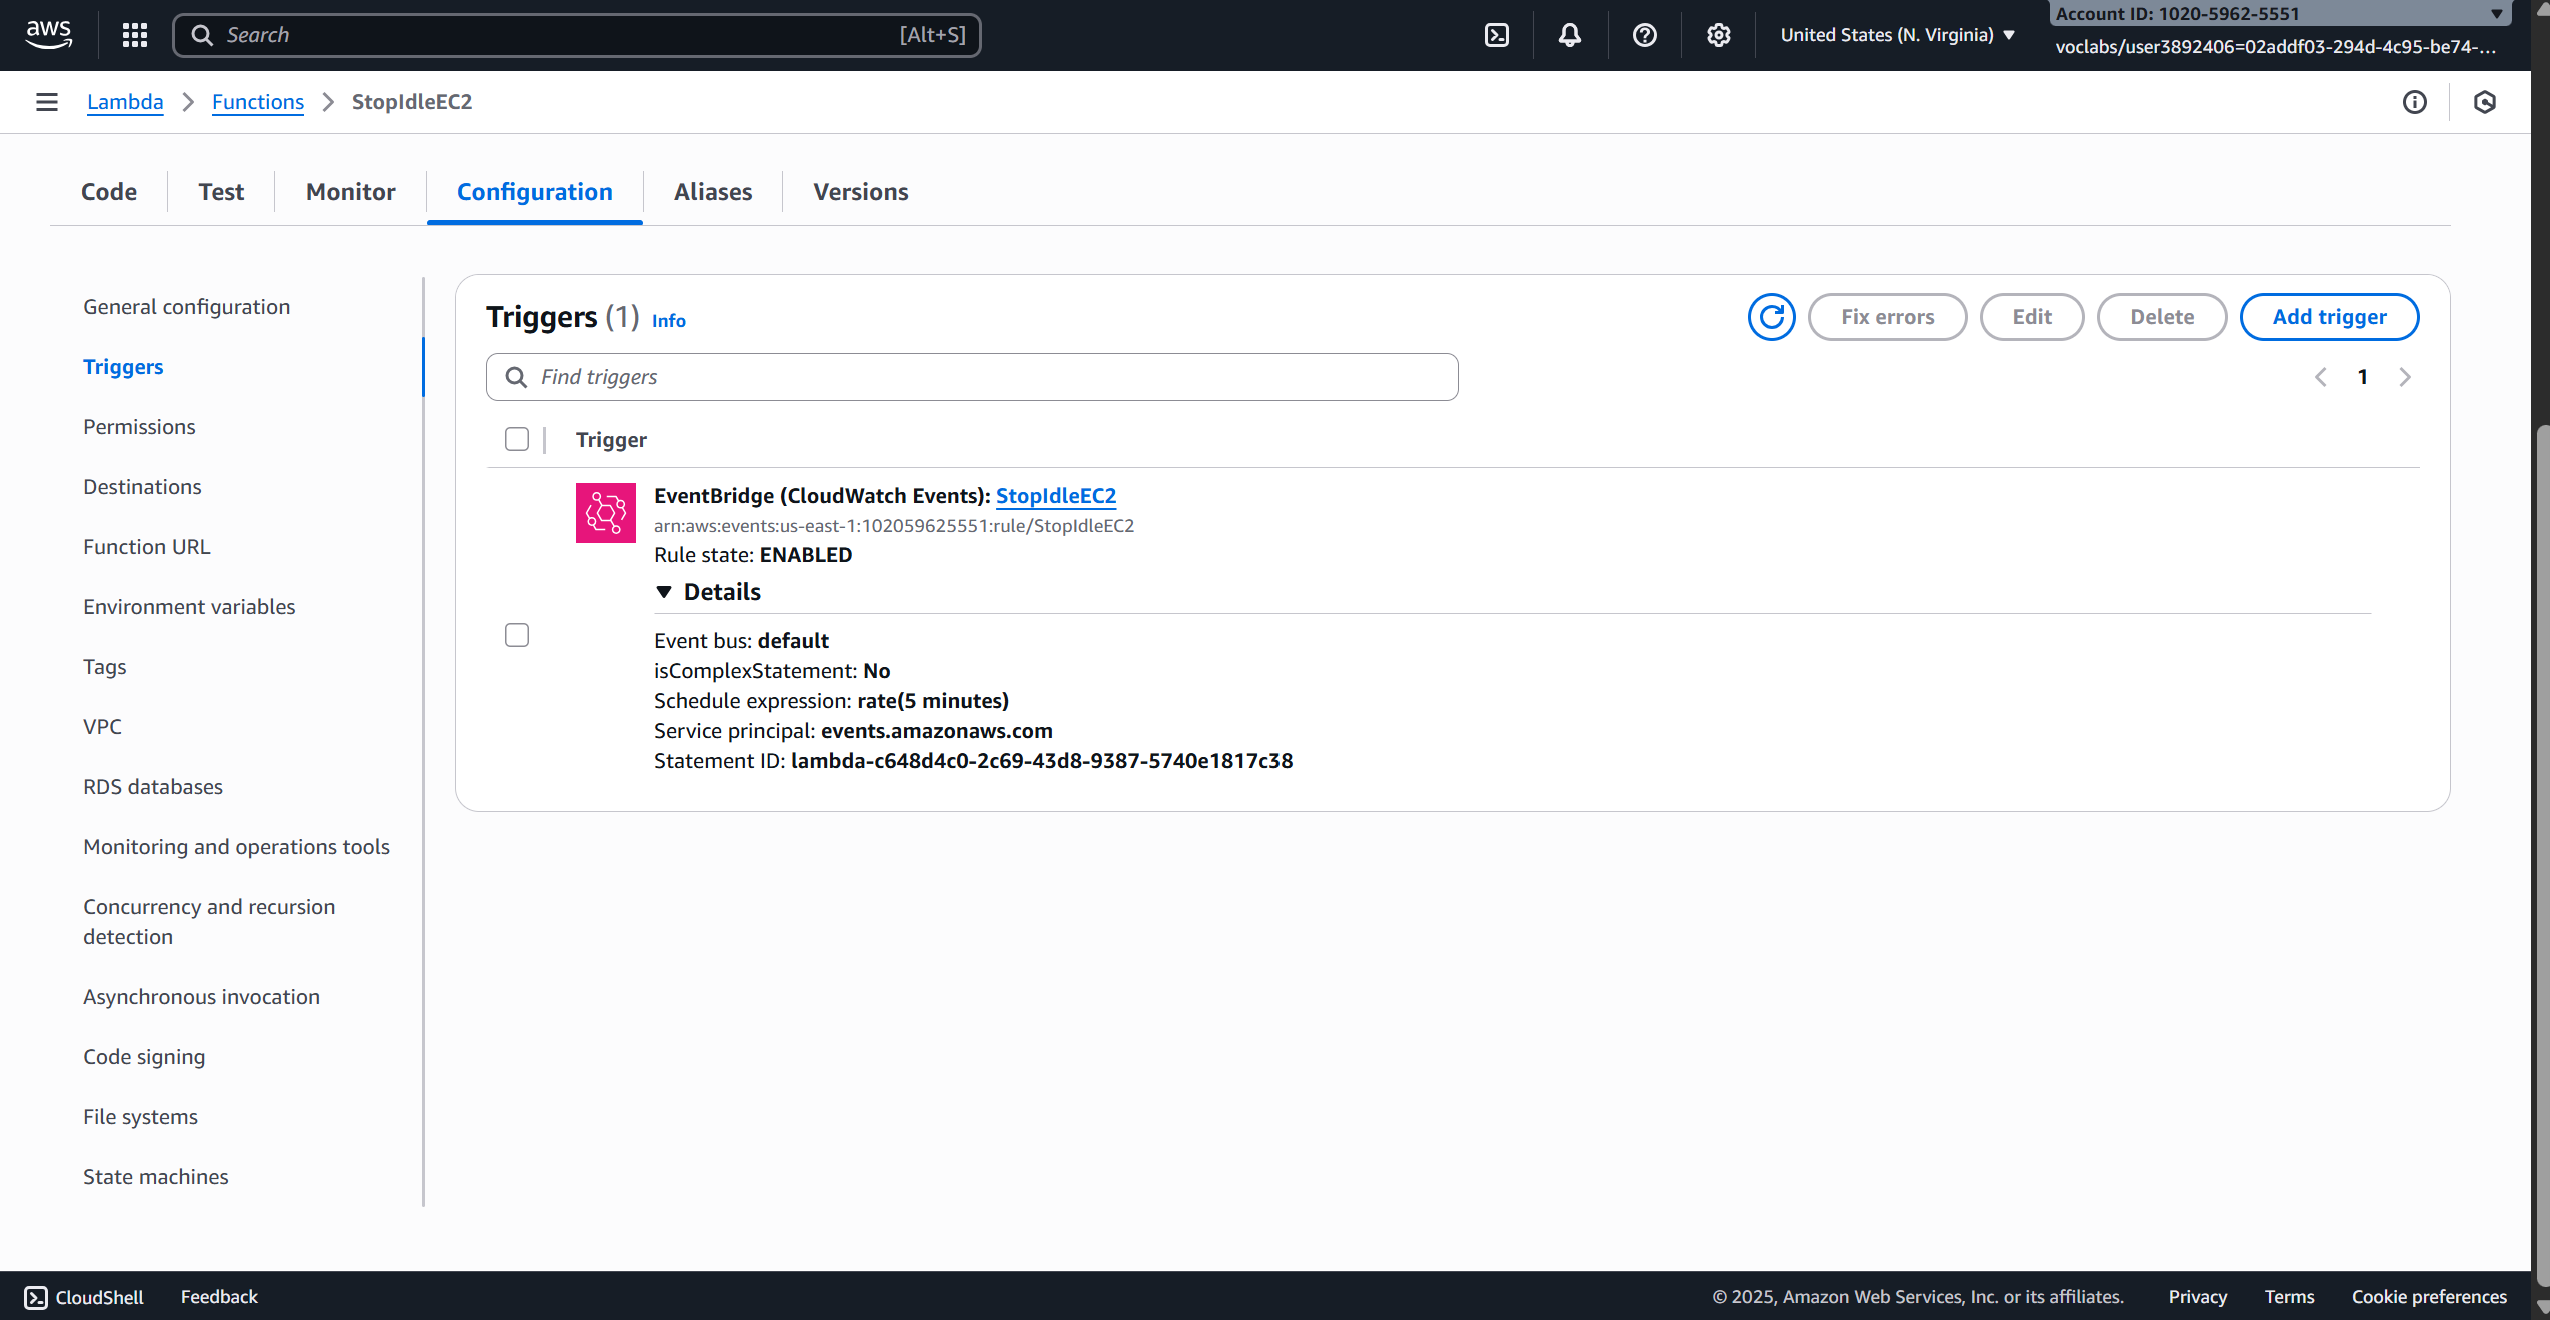 aws
Search [Alt+S]
United States (N. Virginia)
Account ID: 1020-5962-5551
voclabs/user3892406=02addf03-294d-4c95-be74-...
Lambda Functions StopIdleEC2
Code Test Monitor Configuration Aliases Versions
General configuration
Triggers
Permissions
Destinations
Function URL
Environment variables
Tags
VPC
RDS databases
Monitoring and operations tools
Concurrency and recursion
detection
Asynchronous invocation
Code signing
File systems
State machines
Triggers (1) Info
Fix errors Edit Delete Add trigger
Find triggers
1
Trigger
EventBridge (CloudWatch Events): StopIdleEC2
arn:aws:events:us-east-1:102059625551:rule/StopIdleEC2
Rule state: ENABLED
Details
Event bus: default
isComplexStatement: No
Schedule expression: rate(5 minutes)
Service principal: events.amazonaws.com
Statement ID: lambda-c648d4c0-2c69-43d8-9387-5740e1817c38
CloudShell Feedback
© 2025, Amazon Web Services, Inc. or its affiliates. Privacy Terms Cookie preferences